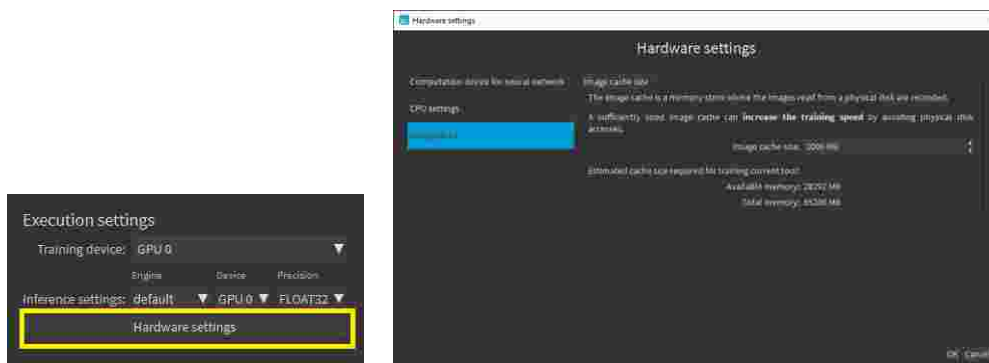 Execution settings
Training device: GPU 0
Engine Device Precision
Inference settings: default GPU 0 FLOAT32
Hardware settings
Hardware settings
Hardware settings
Computation device for neural network
CPU settings
Image cache size
The image cache is a memory store where the images read from a physical disk are recorded.
A sufficiently sized image cache can increase the training speed by avoiding physical disk
accesses.
Image cache size:
Estimated cache size required for training current tool:
Available memory:
Total memory:
OK Cancel